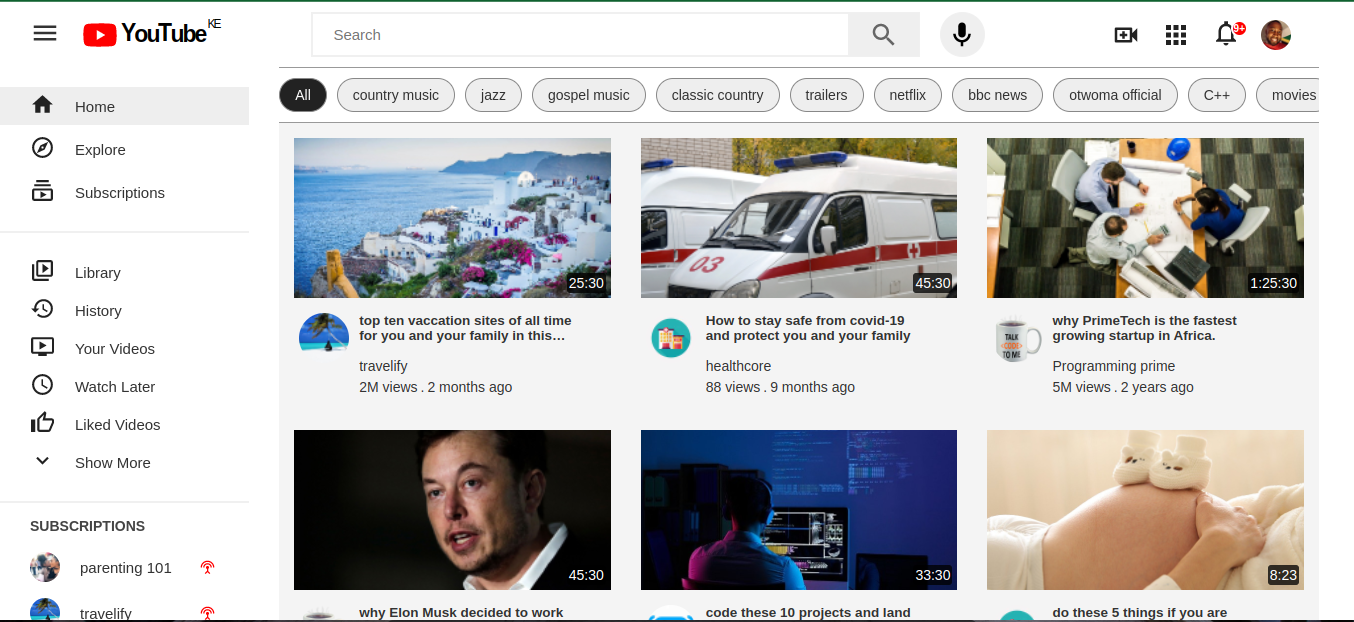 YouTube KE
Search
9+
Home
Explore
Subscriptions
Library
History
Your Videos
Watch Later
Liked Videos
Show More
SUBSCRIPTIONS
parenting 101
travelify
All country music jazz gospel music classic country trailers netflix bbc news otwoma official C++ movies
25:30
03
45:30
1:25:30
top ten vaccation sites of all time
for you and your family in this…
travelify
2M views . 2 months ago
How to stay safe from covid-19
and protect you and your family
healthcore
88 views . 9 months ago
TALK
<CODE>
TO ME
why PrimeTech is the fastest
growing startup in Africa.
Programming prime
5M views . 2 years ago
45:30
33:30
8:23
why Elon Musk decided to work
code these 10 projects and land
do these 5 things if you are